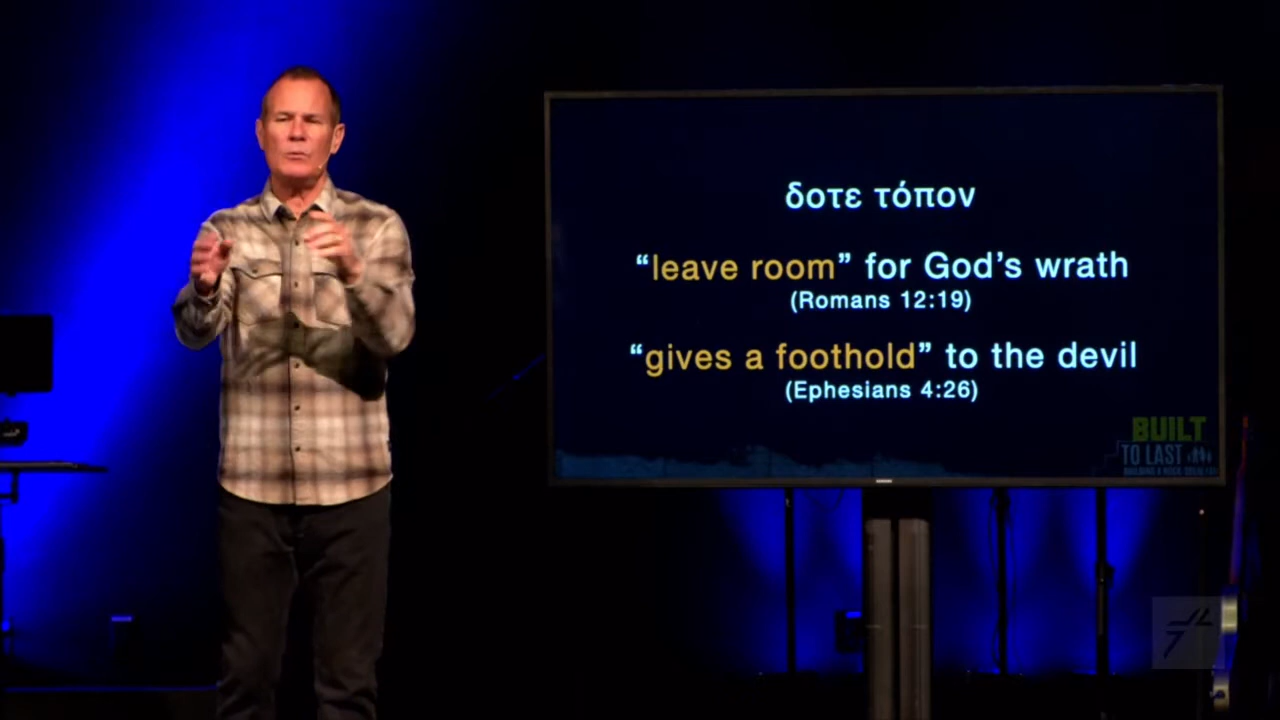 δοτε τόπον
“leave room” for God’s wrath
(Romans 12:19)
“gives a foothold” to the devil
(Ephesians 4:26)
BUILT
TO LAST